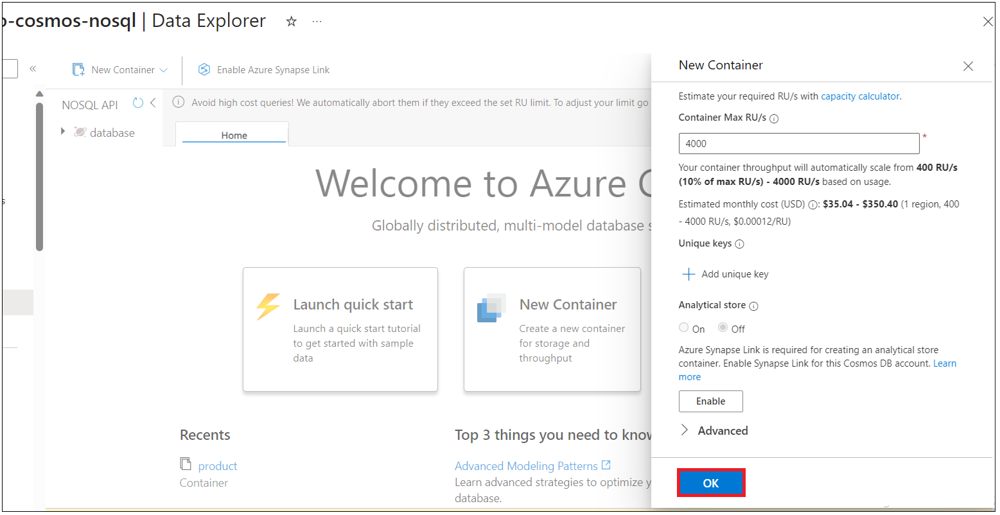 o-cosmos-nosql | Data Explorer
New Container
Enable Azure Synapse Link
NOSQL API
database
Avoid high cost queries! We automatically abort them if they exceed the set RU limit. To adjust your limit go
Home
Welcome to Azure C
Globally distributed, multi-model database s
Launch quick start
Launch a quick start tutorial
to get started with sample
data
New Container
Create a new container
for storage and
throughput
Recents
product
Container
Top 3 things you need to know
Advanced Modeling Patterns
Learn advanced strategies to optimize y
database.
New Container
Estimate your required RU/s with capacity calculator.
Container Max RU/s
4000
*
Your container throughput will automatically scale from 400 RU/s
(10% of max RU/s) - 4000 RU/s based on usage.
Estimated monthly cost (USD) : $35.04 - $350.40 (1 region, 400
- 4000 RU/s, $0.00012/RU)
Unique keys
Add unique key
Analytical store
On
Off
Azure Synapse Link is required for creating an analytical store
container. Enable Synapse Link for this Cosmos DB account. Learn
more
Enable
Advanced
OK